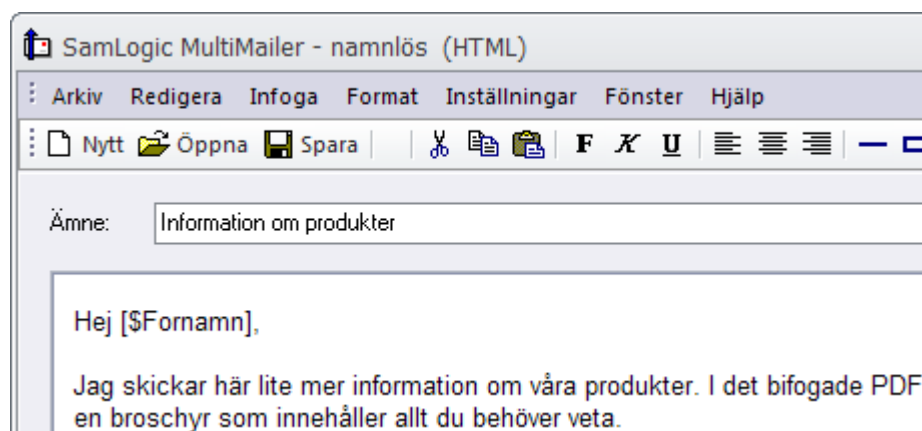 SamLogic MultiMailer - namnlös (HTML)
Arkiv Redigera Infoga Format Inställningar Fönster Hjälp
Nytt Öppna Spara F K U
Ämne: Information om produkter
Hej [$Fornamn],
Jag skickar här lite mer information om våra produkter. I det bifogade PDF
en broschyr som innehåller allt du behöver veta.